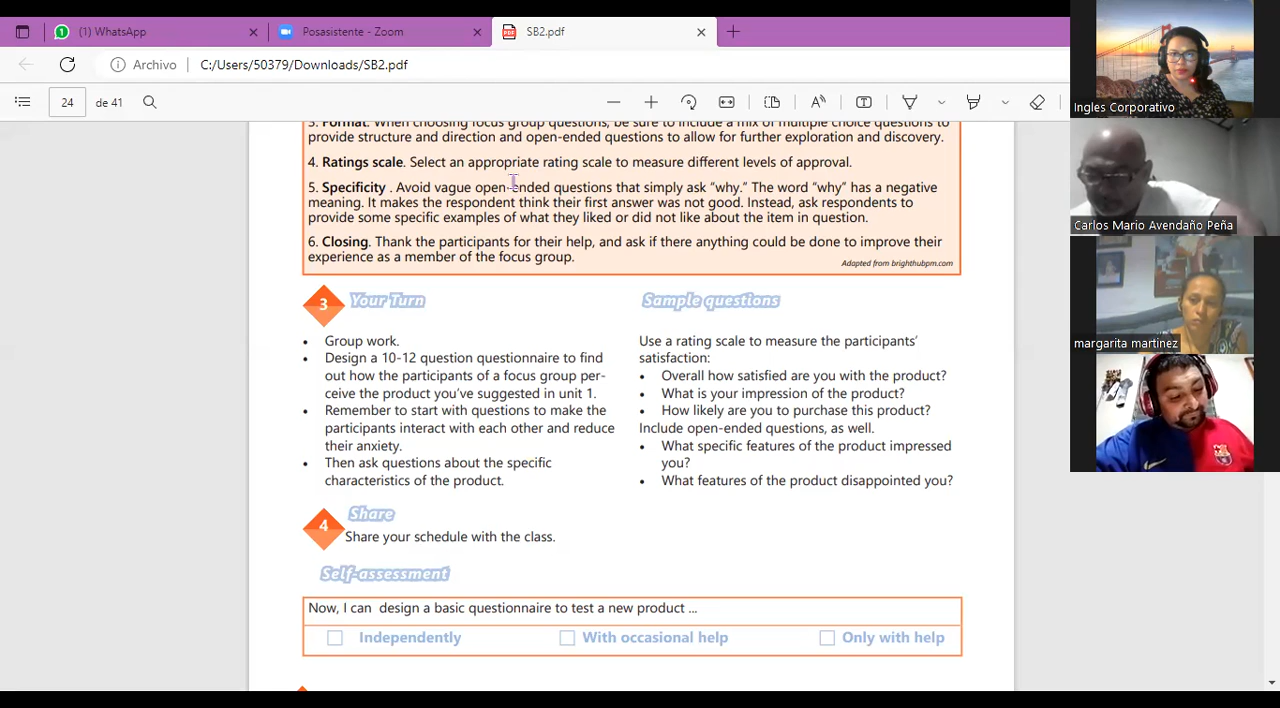 (1) WhatsApp
Posasistente - Zoom
SB2.pdf
Archivo
C:/Users/50379/Downloads/SB2.pdf
24
de 41
3. Format. When choosing focus group questions, be sure to include a mix of multiple choice questions to
provide structure and direction and open-ended questions to allow for further exploration and discovery.
4. Ratings scale. Select an appropriate rating scale to measure different levels of approval.
5. Specificity . Avoid vague open-ended questions that simply ask “why.” The word “why” has a negative
meaning. It makes the respondent think their first answer was not good. Instead, ask respondents to
provide some specific examples of what they liked or did not like about the item in question.
6. Closing. Thank the participants for their help, and ask if there anything could be done to improve their
experience as a member of the focus group.
Adapted from brighthubpm.com
3
Your Turn
• Group work.
• Design a 10-12 question questionnaire to find
out how the participants of a focus group per-
ceive the product you’ve suggested in unit 1.
• Remember to start with questions to make the
participants interact with each other and reduce
their anxiety.
• Then ask questions about the specific
characteristics of the product.
Sample questions
Use a rating scale to measure the participants’
satisfaction:
• Overall how satisfied are you with the product?
• What is your impression of the product?
• How likely are you to purchase this product?
Include open-ended questions, as well.
• What specific features of the product impressed
you?
• What features of the product disappointed you?
4
Share
Share your schedule with the class.
Self-assessment
Now, I can design a basic questionnaire to test a new product ...
Independently
With occasional help
Only with help
Ingles Corporativo
Carlos Mario Avendaño Peña
margarita martinez